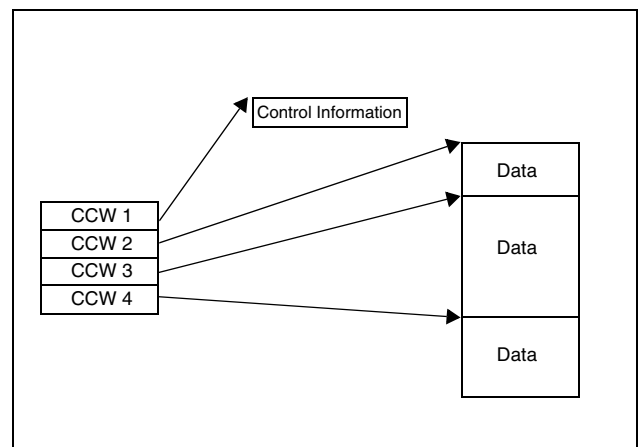 Control Information
CCW 1
CCW 2
CCW 3
CCW 4
Data
Data
Data